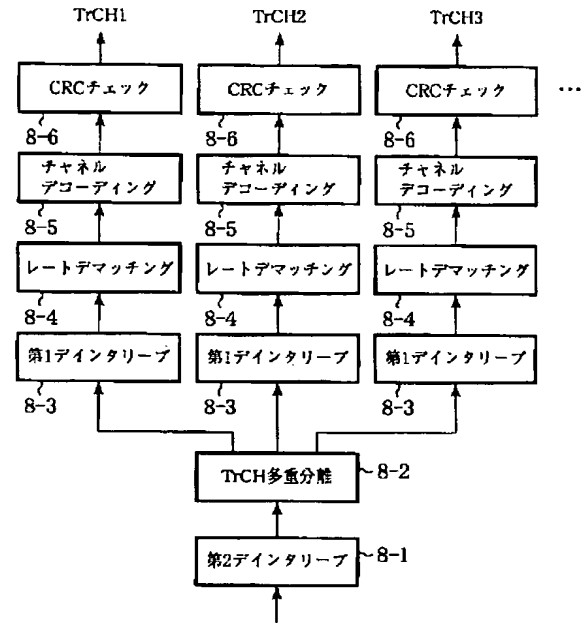 TrCH1 TrCH2 TrCH3
CRCチェック CRCチェック CRCチェック …
8-6 8-6 8-6
チャネル チャネル チャネル
デコーディング デコーディング デコーディング
8-5 8-5 8-5
レートデマッチング レートデマッチング レートデマッチング
8-4 8-4 8-4
第1デインタリーブ 第1デインタリーブ 第1デインタリーブ
8-3 8-3 8-3
TrCH多重分離 8-2
第2デインタリーブ 8-1